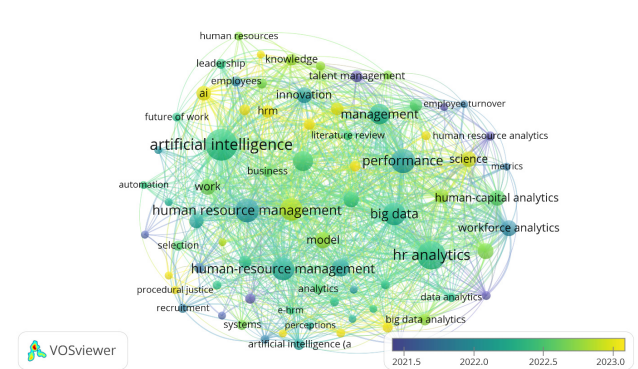 human resources
leadership
knowledge
employees
talent management
ai
innovation
employee turnover
hrm
management
future of work
literature review
human resource analytics
artificial intelligence
performance
science
metrics
business
automation
work
human-capital analytics
human resource management
big data
workforce analytics
model
selection
hr analytics
human-resource management
procedural justice
analytics
data analytics
recruitment
e-hrm
systems
perceptions
big data analytics
artificial intelligence (a
VOSviewer
2021.5
2022.0
2022.5
2023.0